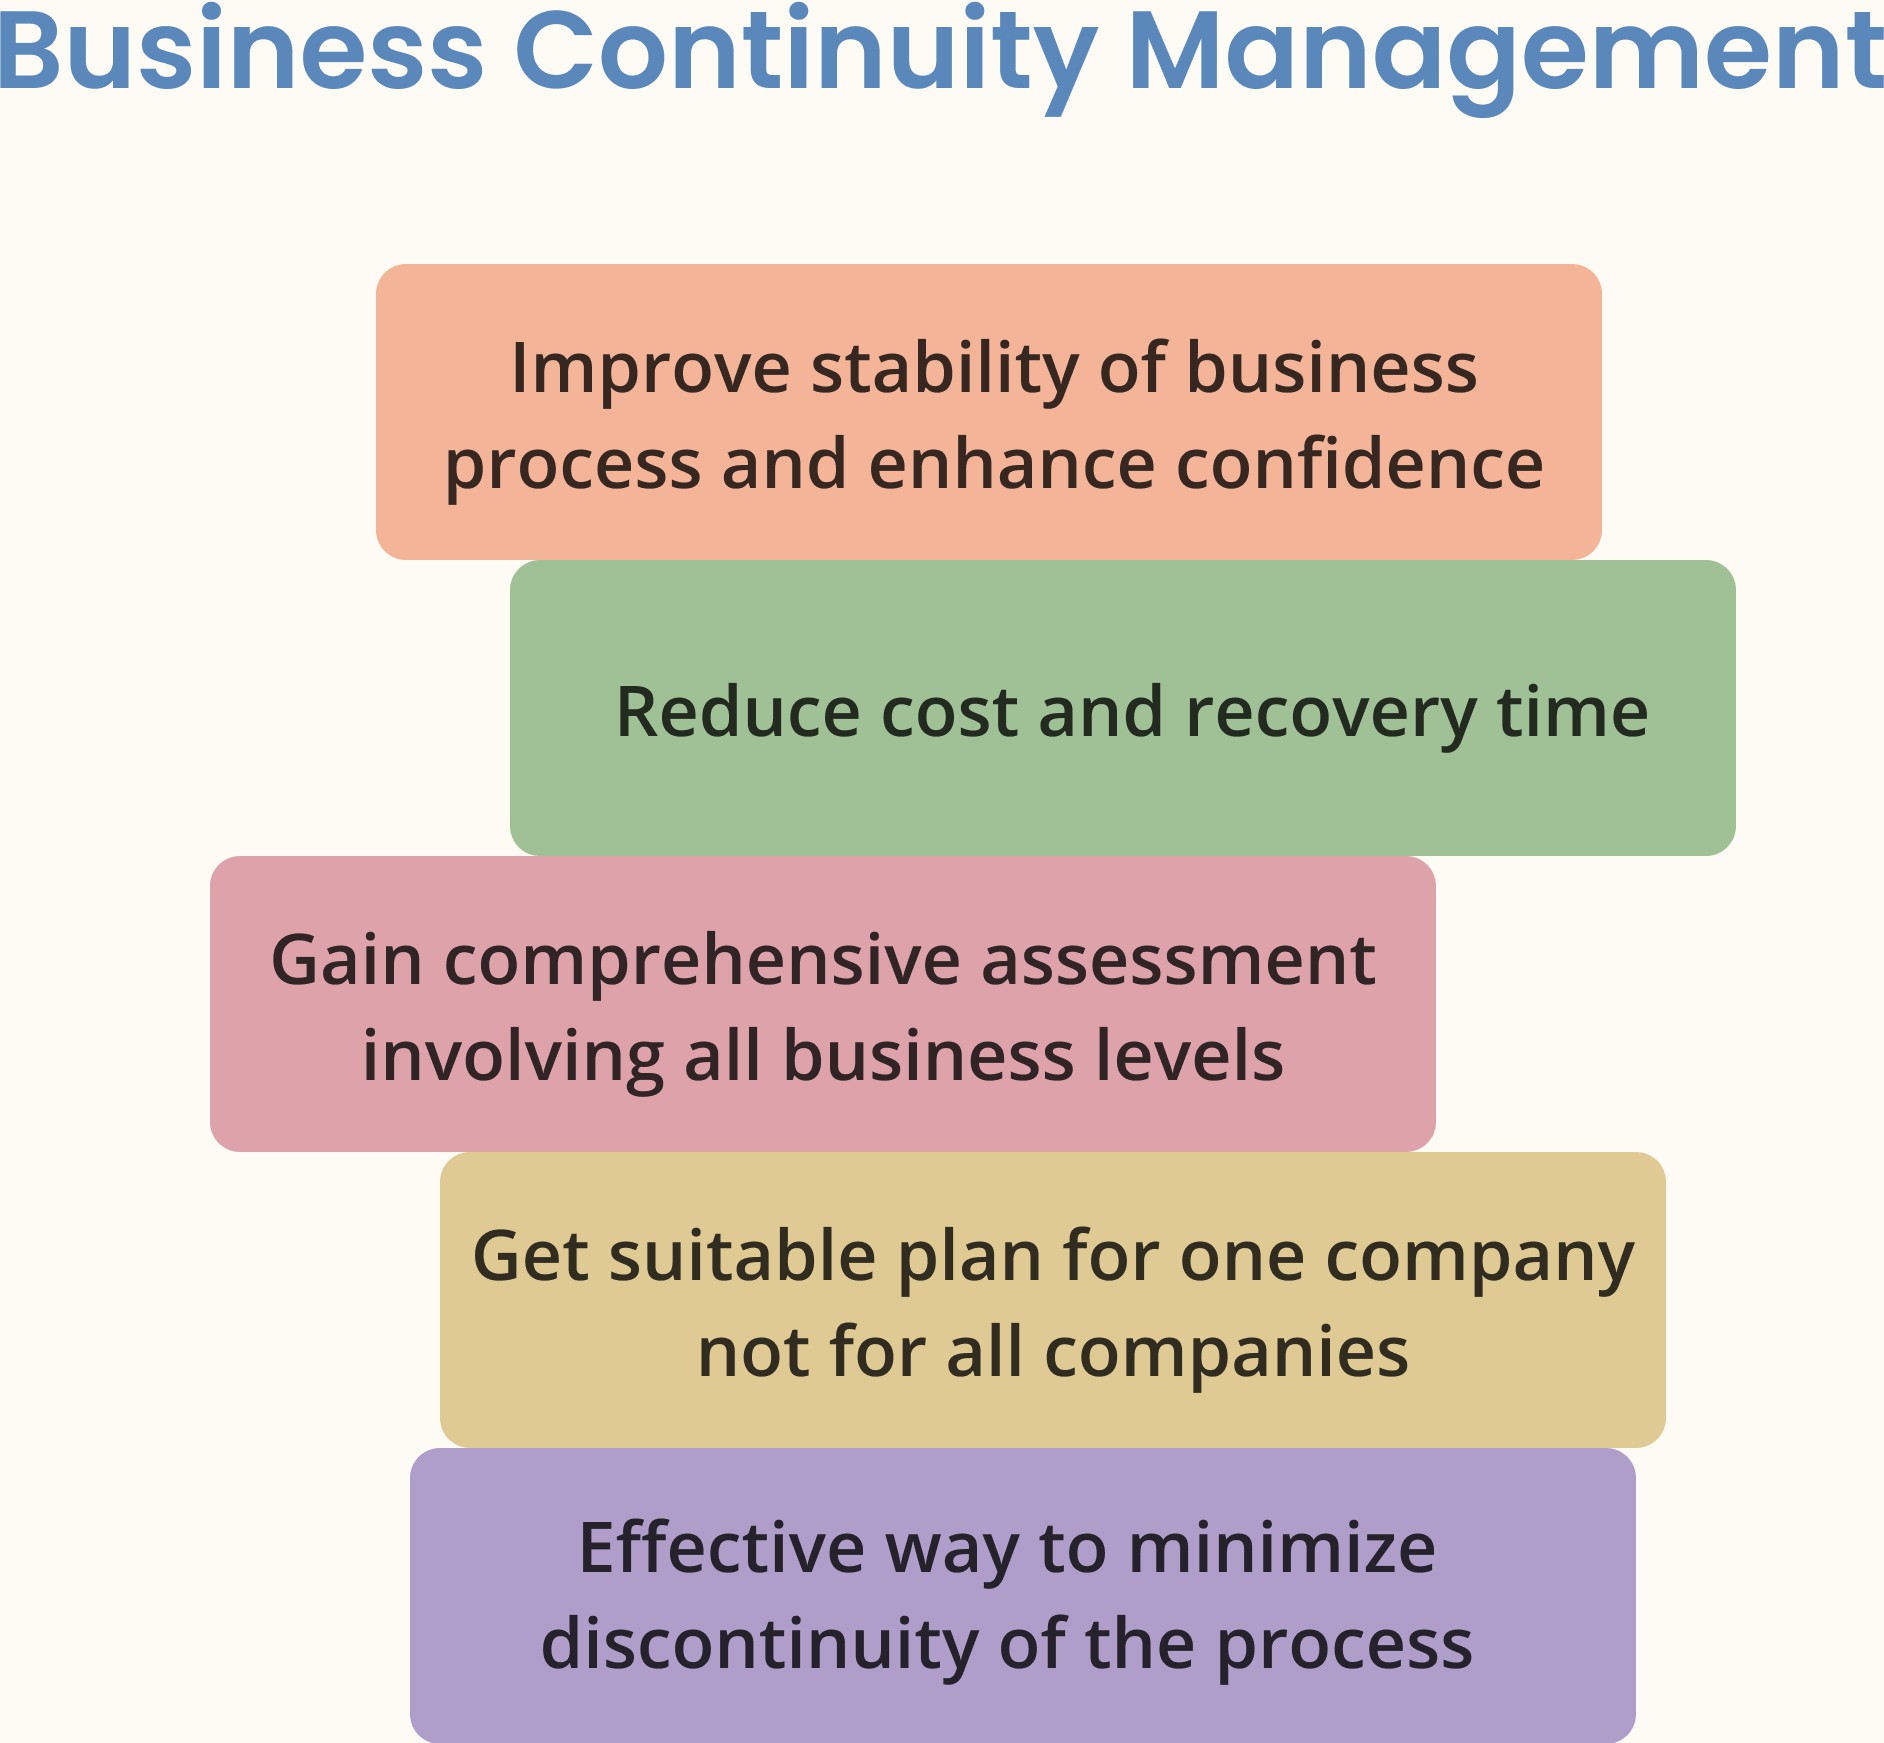 Business Continuity Management
Improve stability of business
process and enhance confidence
Reduce cost and recovery time
Gain comprehensive assessment
involving all business levels
Get suitable plan for one company
not for all companies
Effective way to minimize
discontinuity of the process